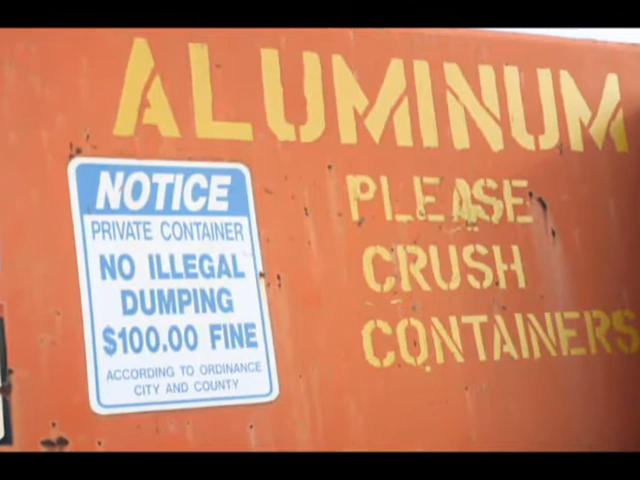 ALUMINUM
NOTICE
PRIVATE CONTAINER
NO ILLEGAL
DUMPING
$100.00 FINE
ACCORDING TO ORDINANCE
CITY AND COUNTY
PLEASE
CRUSH
CONTAINERS